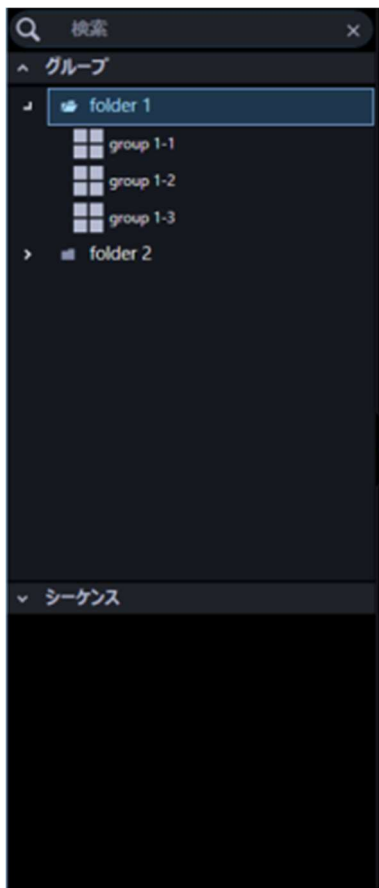 検索
グループ
folder 1
group 1-1
group 1-2
group 1-3
folder 2
シーケンス